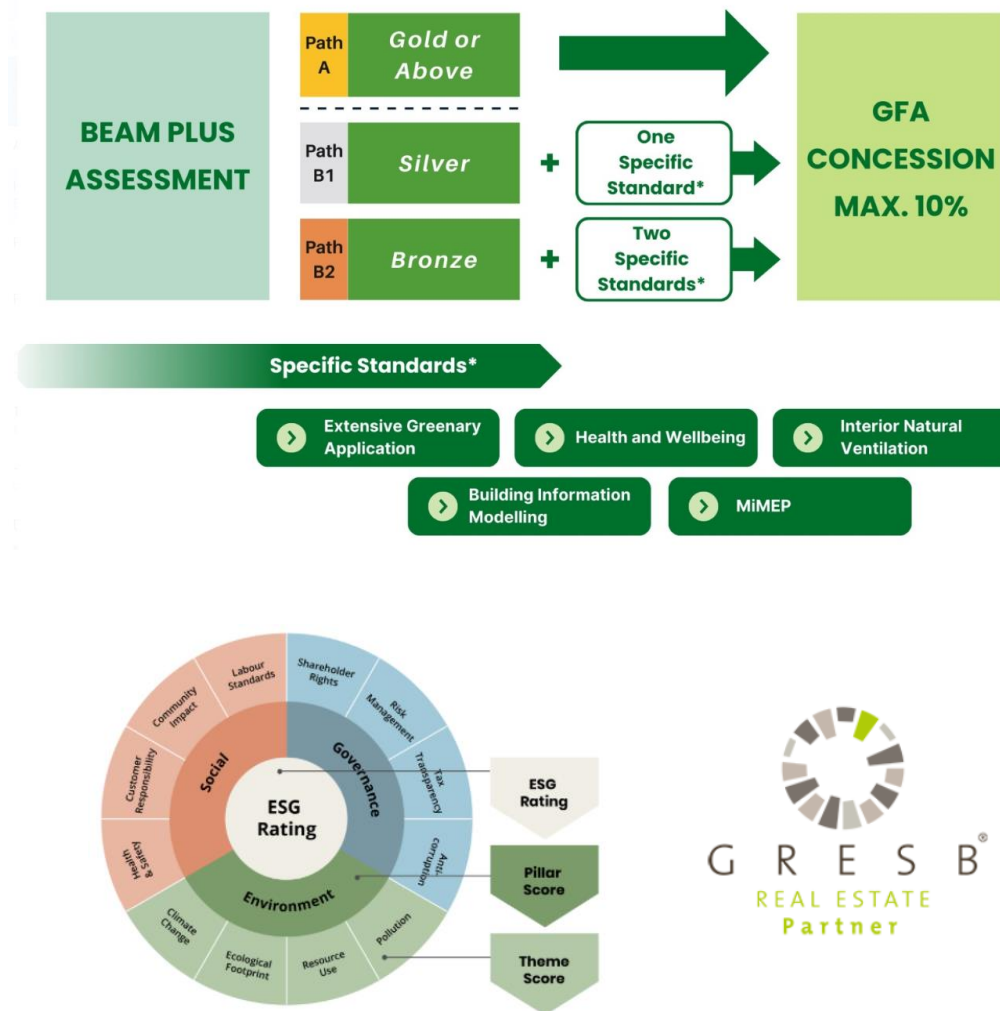 BEAM PLUS
ASSESSMENT
Path
A
Gold or
Above
Path
B1
Silver
+
One
Specific
Standard*
Path
B2
Bronze
+
Two
Specific
Standards*
GFA
CONCESSION
MAX. 10%
Specific Standards*
Extensive Greenary
Application
Health and Wellbeing
Interior Natural
Ventilation
Building Information
Modelling
MiMEP
Labour
Standards
Shareholder
Rights
Community
Impact
Risk
Management
Customer
Responsibility
Tax
Transparency
Health
& Safety
Anti-
corruption
Social
Governance
ESG
Rating
Environment
Climate
Change
Ecological
Footprint
Resource
Use
Pollution
ESG
Rating
Pillar
Score
Theme
Score
GRESB®
REAL ESTATE
Partner